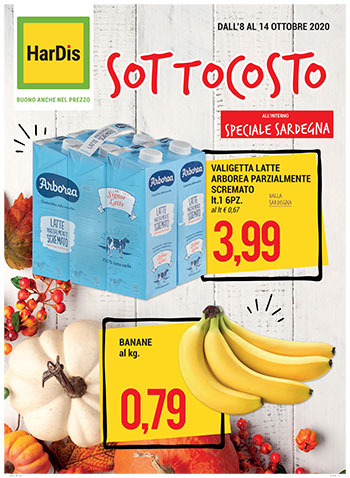 DALL'8 AL 14 OTTOBRE 2020
HarDis
BUONO ANCHE NEL PREZZO
SOTTOCOSTO
ALL'INTERNO
SPECIALE SARDEGNA
VALIGETTA LATTE
ARBOREA PARZIALMENTE
SCREMATO
lt.1 6PZ.
al lt € 0,67
DALLA
SARDEGNA
3,99
Arborea
Arborea
Arborea
LATTE
PARZIALMENTE
SCREMATO
BANANE
al kg.
0,79